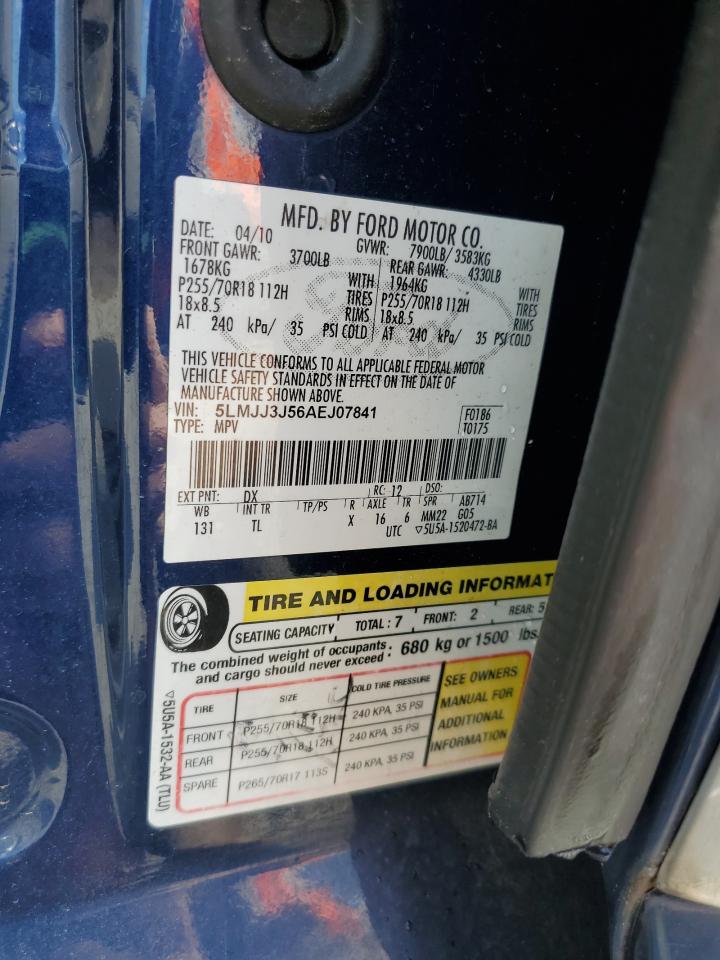 MFD. BY FORD MOTOR CO.
DATE: 04/10 GVWR: 7900LB/ 3583KG
FRONT GAWR: 3700LB REAR GAWR: 4330LB
1678KG WITH 1964KG WITH
P255/70R18 112H TIRES P255/70R18 112H TIRES
18x8.5 RIMS 18x8.5 RIMS
AT 240 kPa/ 35 PSI COLD AT 240 kPa/ 35 PSI COLD
THIS VEHICLE CONFORMS TO ALL APPLICABLE FEDERAL MOTOR
VEHICLE SAFETY STANDARDS IN EFFECT ON THE DATE OF
MANUFACTURE SHOWN ABOVE.
VIN: 5LMJJ3J56AEJ07841 F0186
TYPE: MPV T0175
EXT PNT: DX RC: 12 DSO:
WB INT TR TP/PS R AXLE TR SPR AB714
131 TL X 16 6 MM22 G05
UTC ▽5U5A-1520472-BA
TIRE AND LOADING INFORMAT
SEATING CAPACITY TOTAL : 7 FRONT: 2 REAR: 5
The combined weight of occupants
and cargo should never exceed : 680 kg or 1500 lbs.
TIRE SIZE COLD TIRE PRESSURE
FRONT P255/70R18 112H 240 KPA, 35 PSI
REAR P255/70R18 112H 240 KPA, 35 PSI
SPARE P265/70R17 113S 240 KPA, 35 PSI
SEE OWNERS
MANUAL FOR
ADDITIONAL
INFORMATION
▽5U5A-1532-AA (TLU)